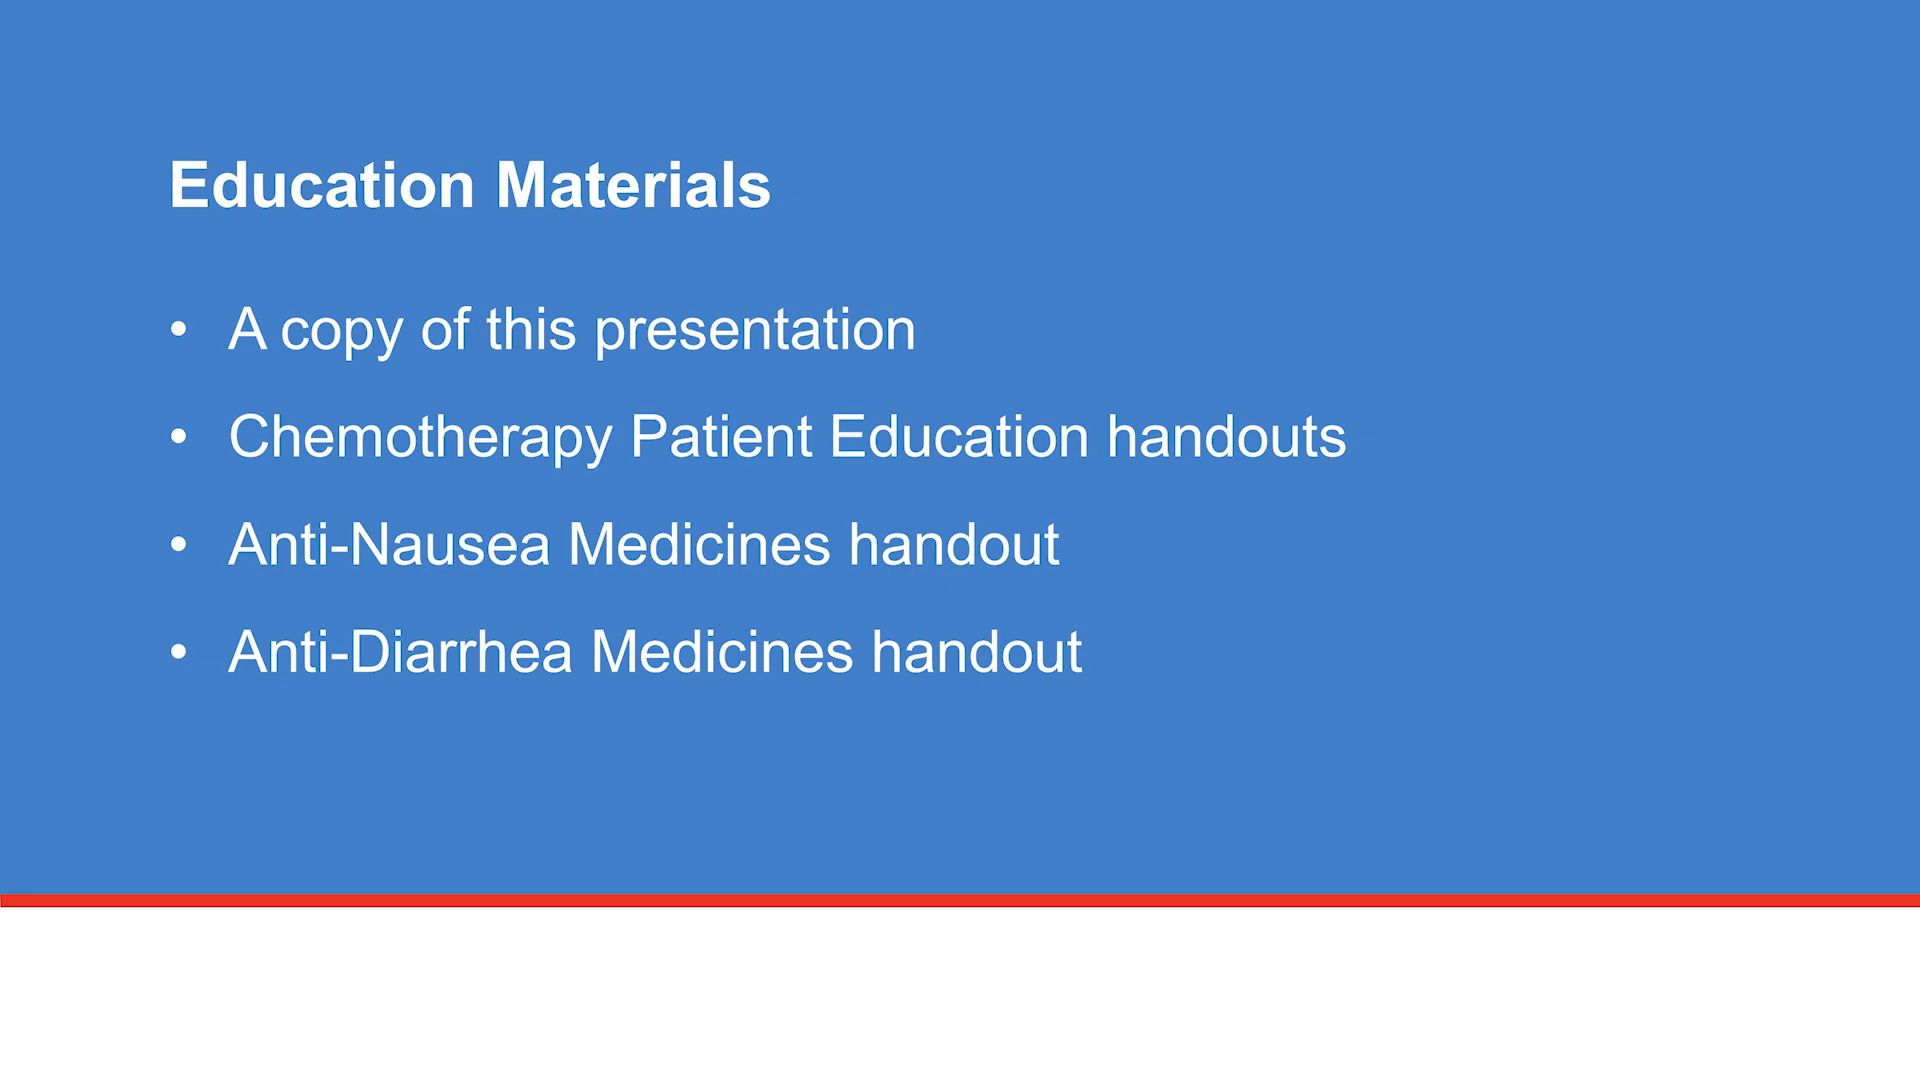 Education Materials
• A copy of this presentation
• Chemotherapy Patient Education handouts
• Anti-Nausea Medicines handout
• Anti-Diarrhea Medicines handout